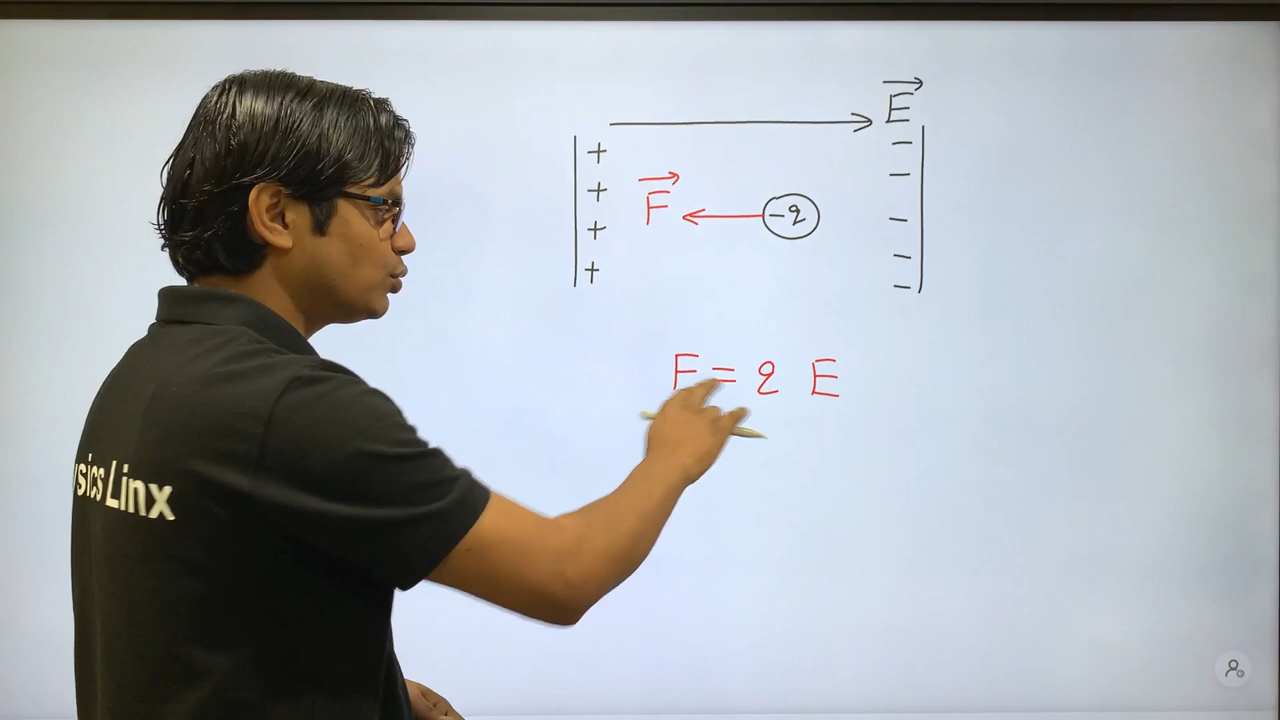 E
+ −
+ −
F −q
+ −
+ −
−
F = q E
sics Linx